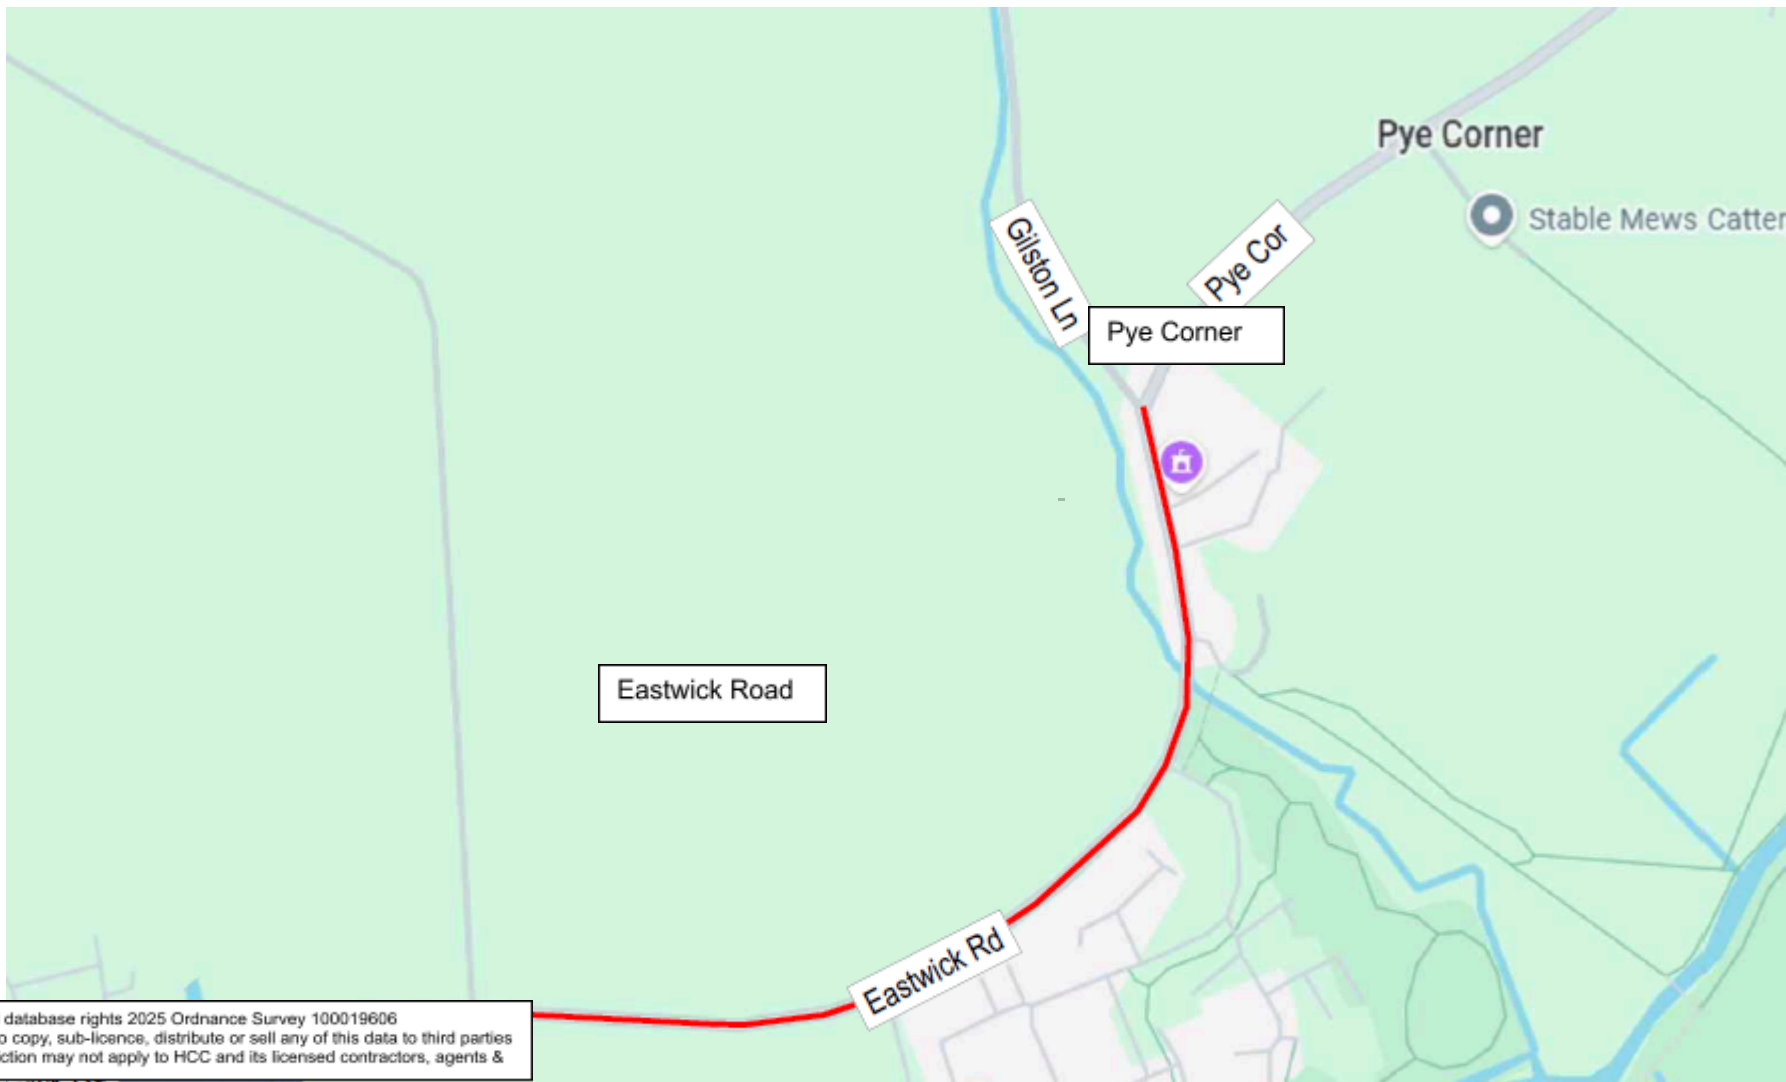 Pye Corner
Stable Mews Catter
Gilston Ln
Pye Cor
Pye Corner
Eastwick Road
Eastwick Rd
database rights 2025 Ordnance Survey 100019606
o copy, sub-licence, distribute or sell any of this data to third parties
ction may not apply to HCC and its licensed contractors, agents &